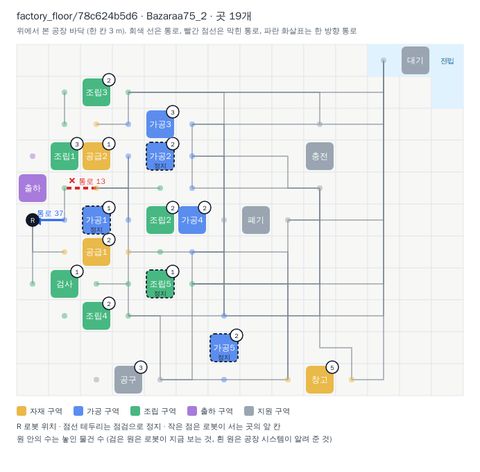 factory_floor/78c624b5d6 · Bazaraa75_2 · 곳 19개
위에서 본 공장 바닥 (한 칸 3 m). 회색 선은 통로, 빨간 점선은 막힌 통로, 파란 화살표는 한 방향 통로
대기
전립
2
조립3
3
가공3
3
조립1
1
공급2
2
가공2
정지
충전
출하
✕ 통로 13
R
통로 37
1
가공1
정지
2
조립2
2
가공4
폐기
2
공급1
1
검사
1
조립5
정지
2
조립4
2
가공5
정지
3
공구
5
창고
자재 구역
가공 구역
조립 구역
출하 구역
지원 구역
R 로봇 위치 · 점선 테두리는 점검으로 정지 · 작은 점은 로봇이 서는 곳의 앞 칸
원 안의 수는 놓인 물건 수 (검은 원은 로봇이 지금 보는 것, 흰 원은 공장 시스템이 알려 준 것)